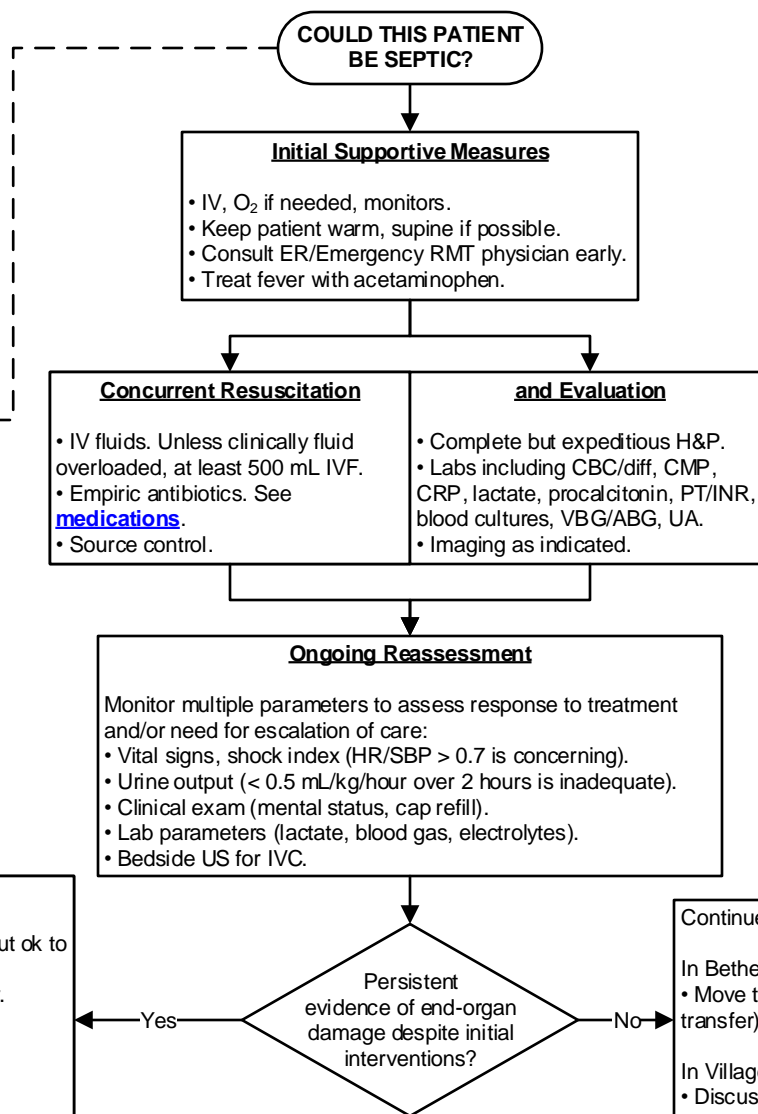 COULD THIS PATIENT
BE SEPTIC?
Initial Supportive Measures
• IV, O₂ if needed, monitors.
• Keep patient warm, supine if possible.
• Consult ER/Emergency RMT physician early.
• Treat fever with acetaminophen.
Concurrent Resuscitation
• IV fluids. Unless clinically fluid
overloaded, at least 500 mL IVF.
• Empiric antibiotics. See
medications.
• Source control.
and Evaluation
• Complete but expeditious H&P.
• Labs including CBC/diff, CMP,
CRP, lactate, procalcitonin, PT/INR,
blood cultures, VBG/ABG, UA.
• Imaging as indicated.
Ongoing Reassessment
Monitor multiple parameters to assess response to treatment
and/or need for escalation of care:
• Vital signs, shock index (HR/SBP > 0.7 is concerning).
• Urine output (< 0.5 mL/kg/hour over 2 hours is inadequate).
• Clinical exam (mental status, cap refill).
• Lab parameters (lactate, blood gas, electrolytes).
• Bedside US for IVC.
ok to
Persistent
evidence of end-organ
damage despite initial
interventions?
Yes
No
Continue
In Bethe
• Move t
transfer)
In Village
• Discus